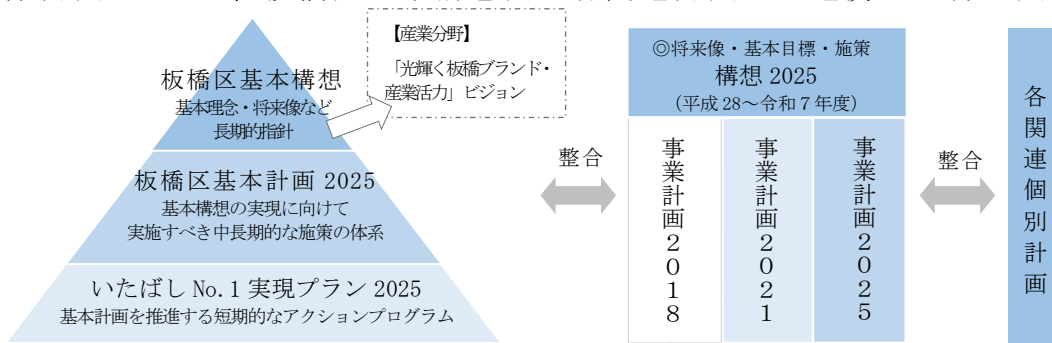 板橋区基本構想
基本理念・将来像など
長期的指針
【産業分野】
「光輝く板橋ブランド・
産業活力」ビジョン
板橋区基本計画 2025
基本構想の実現に向けて
実施すべき中長期的な施策の体系
いたばし No.1 実現プラン 2025
基本計画を推進する短期的なアクションプログラム
整合
◎将来像・基本目標・施策
構想 2025
（平成 28～令和７年度）
事業計画２０１８
事業計画２０２１
事業計画２０２５
整合
各関連個別計画